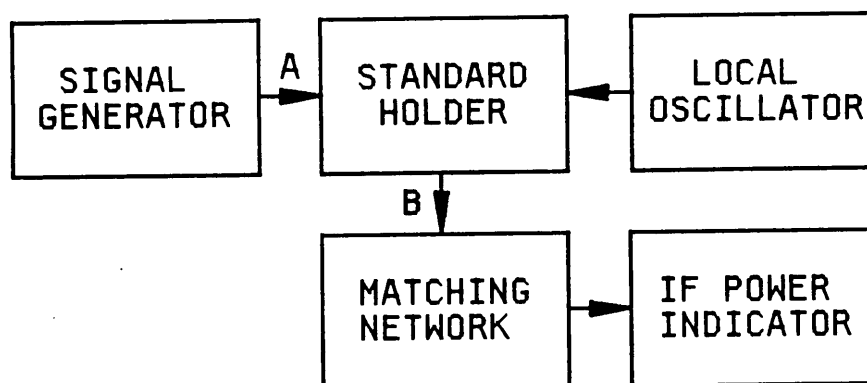 SIGNAL
GENERATOR
A
STANDARD
HOLDER
LOCAL
OSCILLATOR
B
MATCHING
NETWORK
IF POWER
INDICATOR